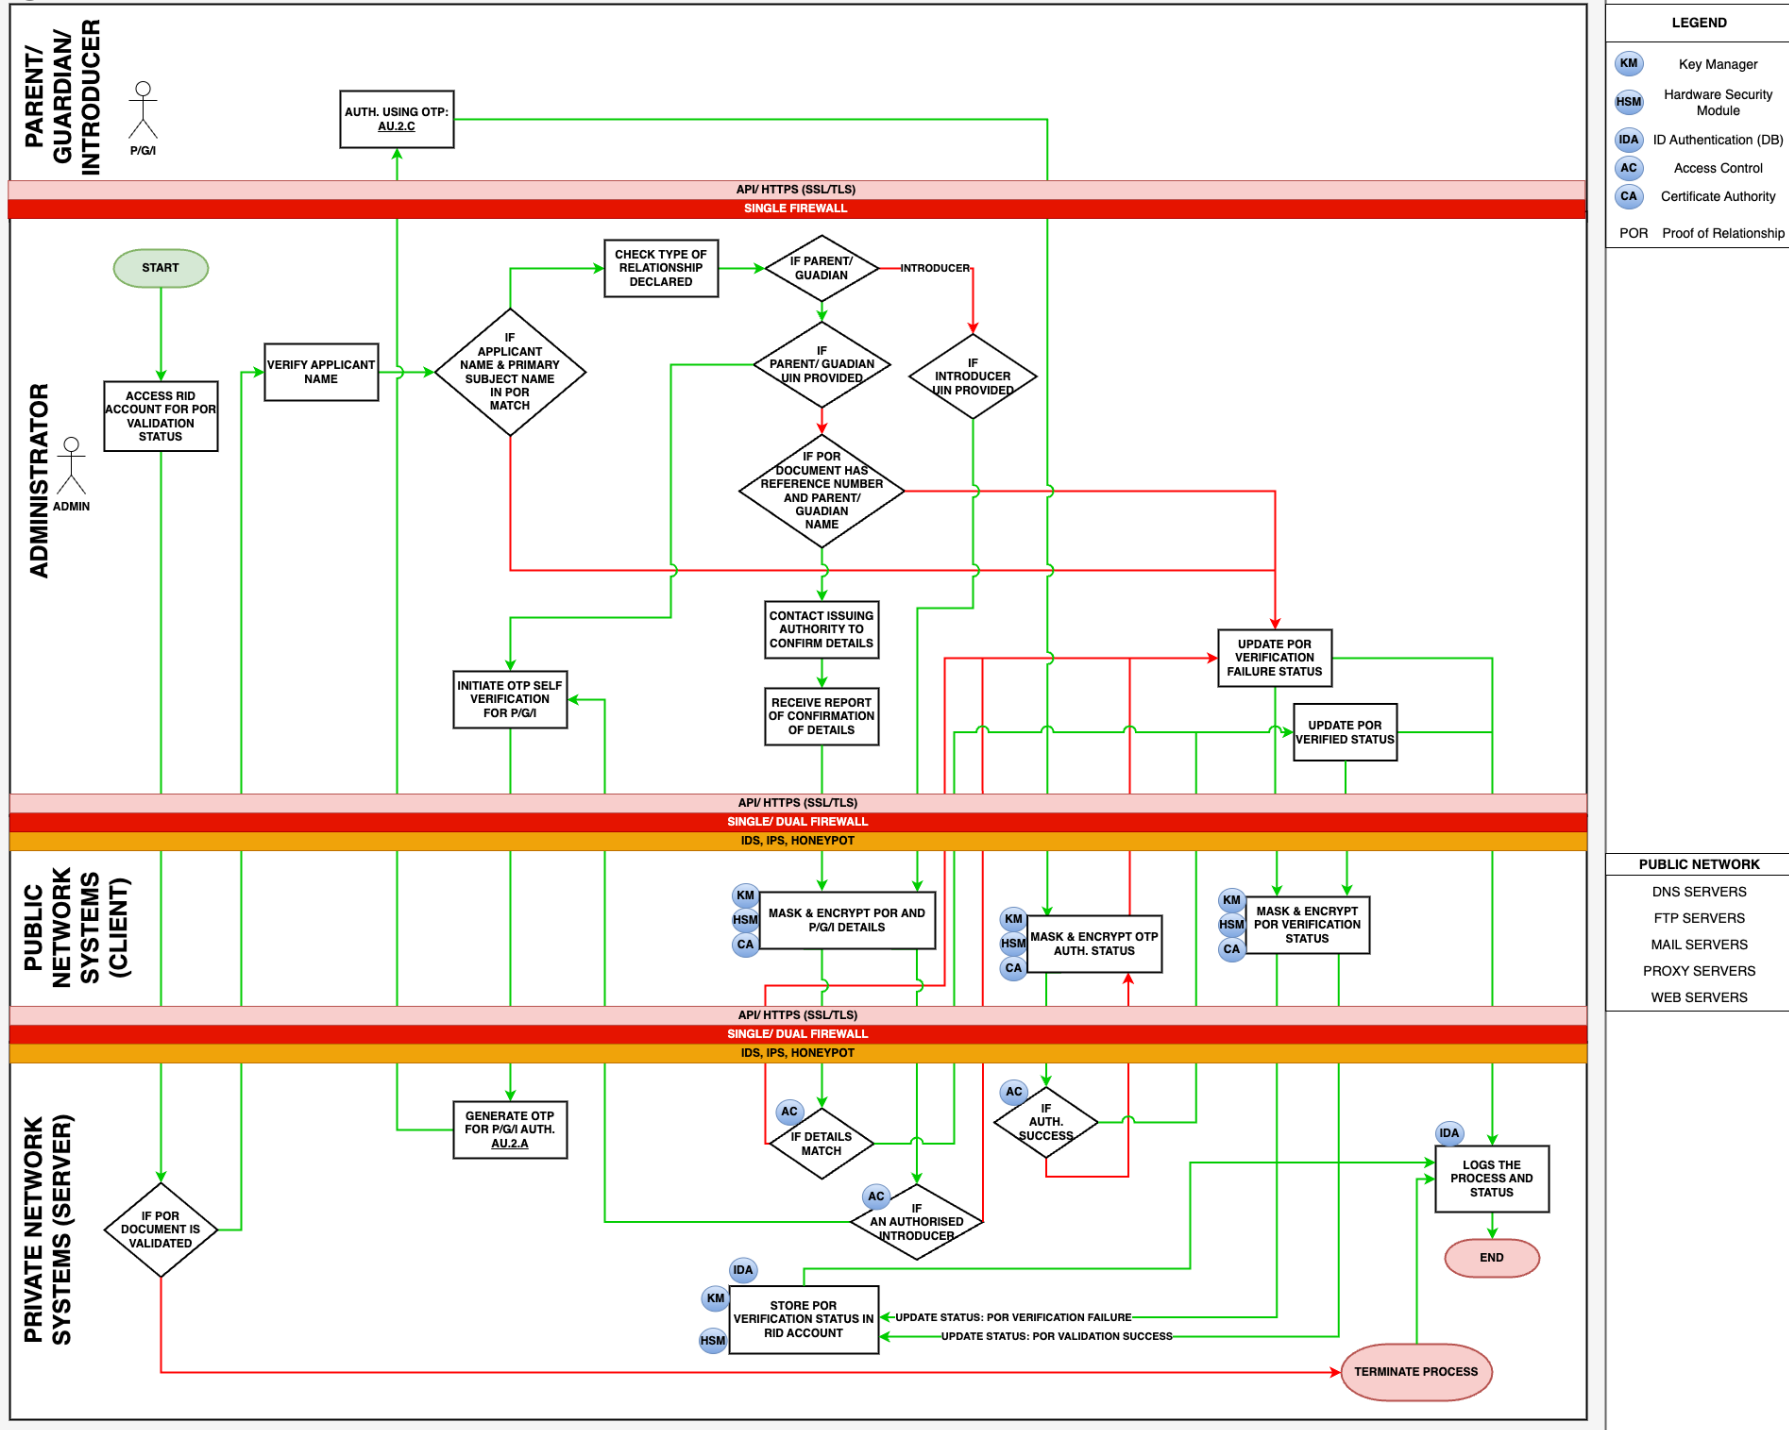 PARENT/
GUARDIAN/
INTRODUCER
P/G/I
AUTH. USING OTP:
AU.2.C
API/ HTTPS (SSL/TLS)
SINGLE FIREWALL
ADMINISTRATOR
ADMIN
START
ACCESS RID
ACCOUNT FOR POR
VALIDATION
STATUS
VERIFY APPLICANT
NAME
IF
APPLICANT
NAME & PRIMARY
SUBJECT NAME
IN POR
MATCH
CHECK TYPE OF
RELATIONSHIP
DECLARED
IF PARENT/
GUADIAN
INTRODUCER
IF
PARENT/ GUADIAN
UIN PROVIDED
IF
INTRODUCER
UIN PROVIDED
IF POR
DOCUMENT HAS
REFERENCE NUMBER
AND PARENT/
GUADIAN
NAME
CONTACT ISSUING
AUTHORITY TO
CONFIRM DETAILS
INITIATE OTP SELF
VERIFICATION
FOR P/G/I
RECEIVE REPORT
OF CONFIRMATION
OF DETAILS
UPDATE POR
VERIFICATION
FAILURE STATUS
UPDATE POR
VERIFIED STATUS
API/ HTTPS (SSL/TLS)
SINGLE/ DUAL FIREWALL
IDS, IPS, HONEYPOT
PUBLIC
NETWORK
SYSTEMS
(CLIENT)
KM
HSM
CA
MASK & ENCRYPT POR AND
P/G/I DETAILS
KM
HSM
CA
MASK & ENCRYPT OTP
AUTH. STATUS
KM
HSM
CA
MASK & ENCRYPT
POR VERIFICATION
STATUS
API/ HTTPS (SSL/TLS)
SINGLE/ DUAL FIREWALL
IDS, IPS, HONEYPOT
PRIVATE NETWORK
SYSTEMS (SERVER)
IF POR
DOCUMENT IS
VALIDATED
GENERATE OTP
FOR P/G/I AUTH.
AU.2.A
AC
IF DETAILS
MATCH
AC
IF
AN AUTHORISED
INTRODUCER
AC
IF
AUTH.
SUCCESS
IDA
LOGS THE
PROCESS AND
STATUS
END
IDA
KM
HSM
STORE POR
VERIFICATION STATUS IN
RID ACCOUNT
UPDATE STATUS: POR VERIFICATION FAILURE
UPDATE STATUS: POR VALIDATION SUCCESS
TERMINATE PROCESS
LEGEND
KM Key Manager
HSM Hardware Security
Module
IDA ID Authentication (DB)
AC Access Control
CA Certificate Authority
POR Proof of Relationship
PUBLIC NETWORK
DNS SERVERS
FTP SERVERS
MAIL SERVERS
PROXY SERVERS
WEB SERVERS